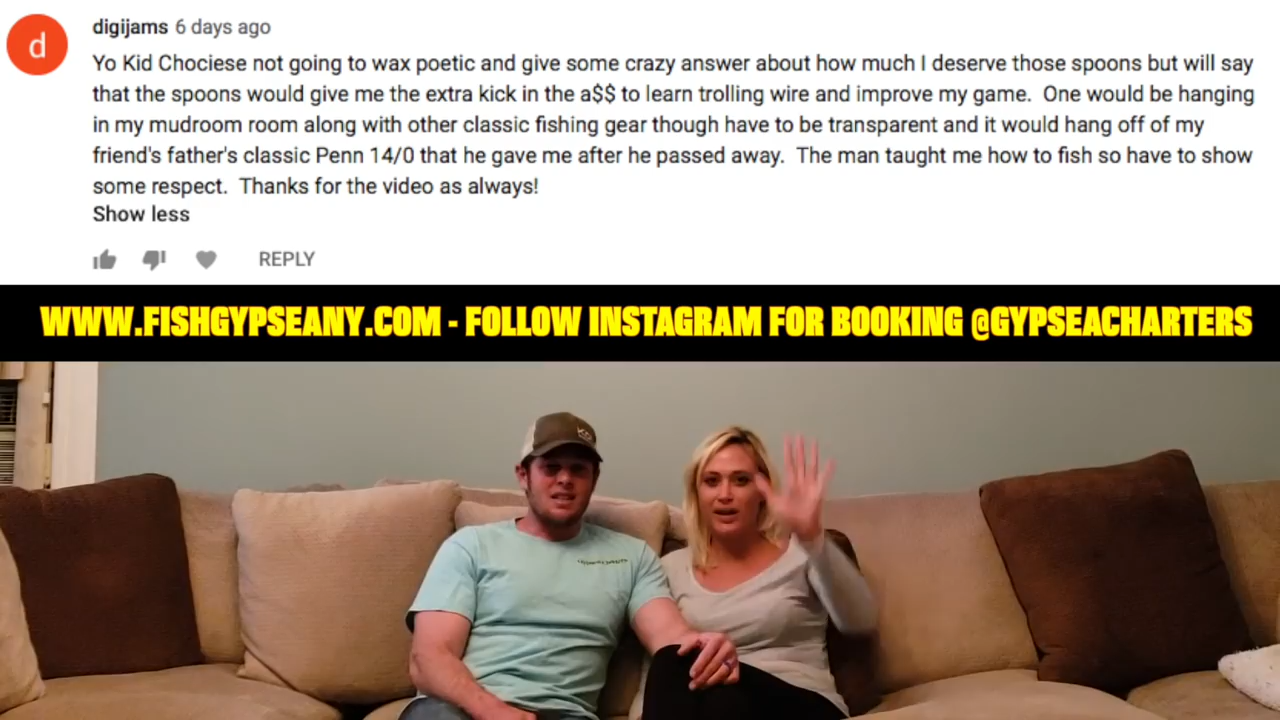 d
digijams 6 days ago
Yo Kid Chociese not going to wax poetic and give some crazy answer about how much I deserve those spoons but will say
that the spoons would give me the extra kick in the a$$ to learn trolling wire and improve my game.  One would be hanging
in my mudroom room along with other classic fishing gear though have to be transparent and it would hang off of my
friend's father's classic Penn 14/0 that he gave me after he passed away.  The man taught me how to fish so have to show
some respect.  Thanks for the video as always!
Show less
REPLY
WWW.FISHGYPSEANY.COM - FOLLOW INSTAGRAM FOR BOOKING @GYPSEACHARTERS